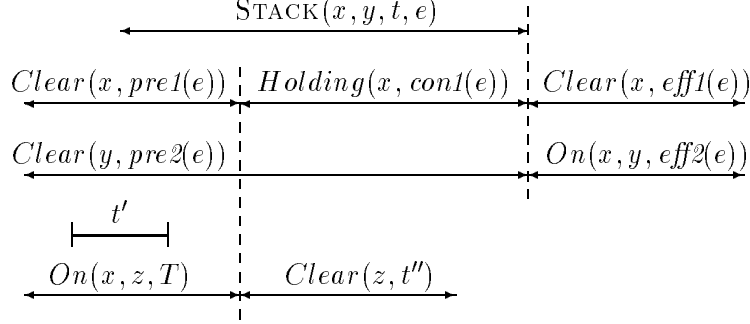 STACK(x, y, t, e)
Clear(x, pre1(e)) Holding(x, con1(e)) Clear(x, eff1(e))
Clear(y, pre2(e)) On(x, y, eff2(e))
t′
On(x, z, T) Clear(z, t″)